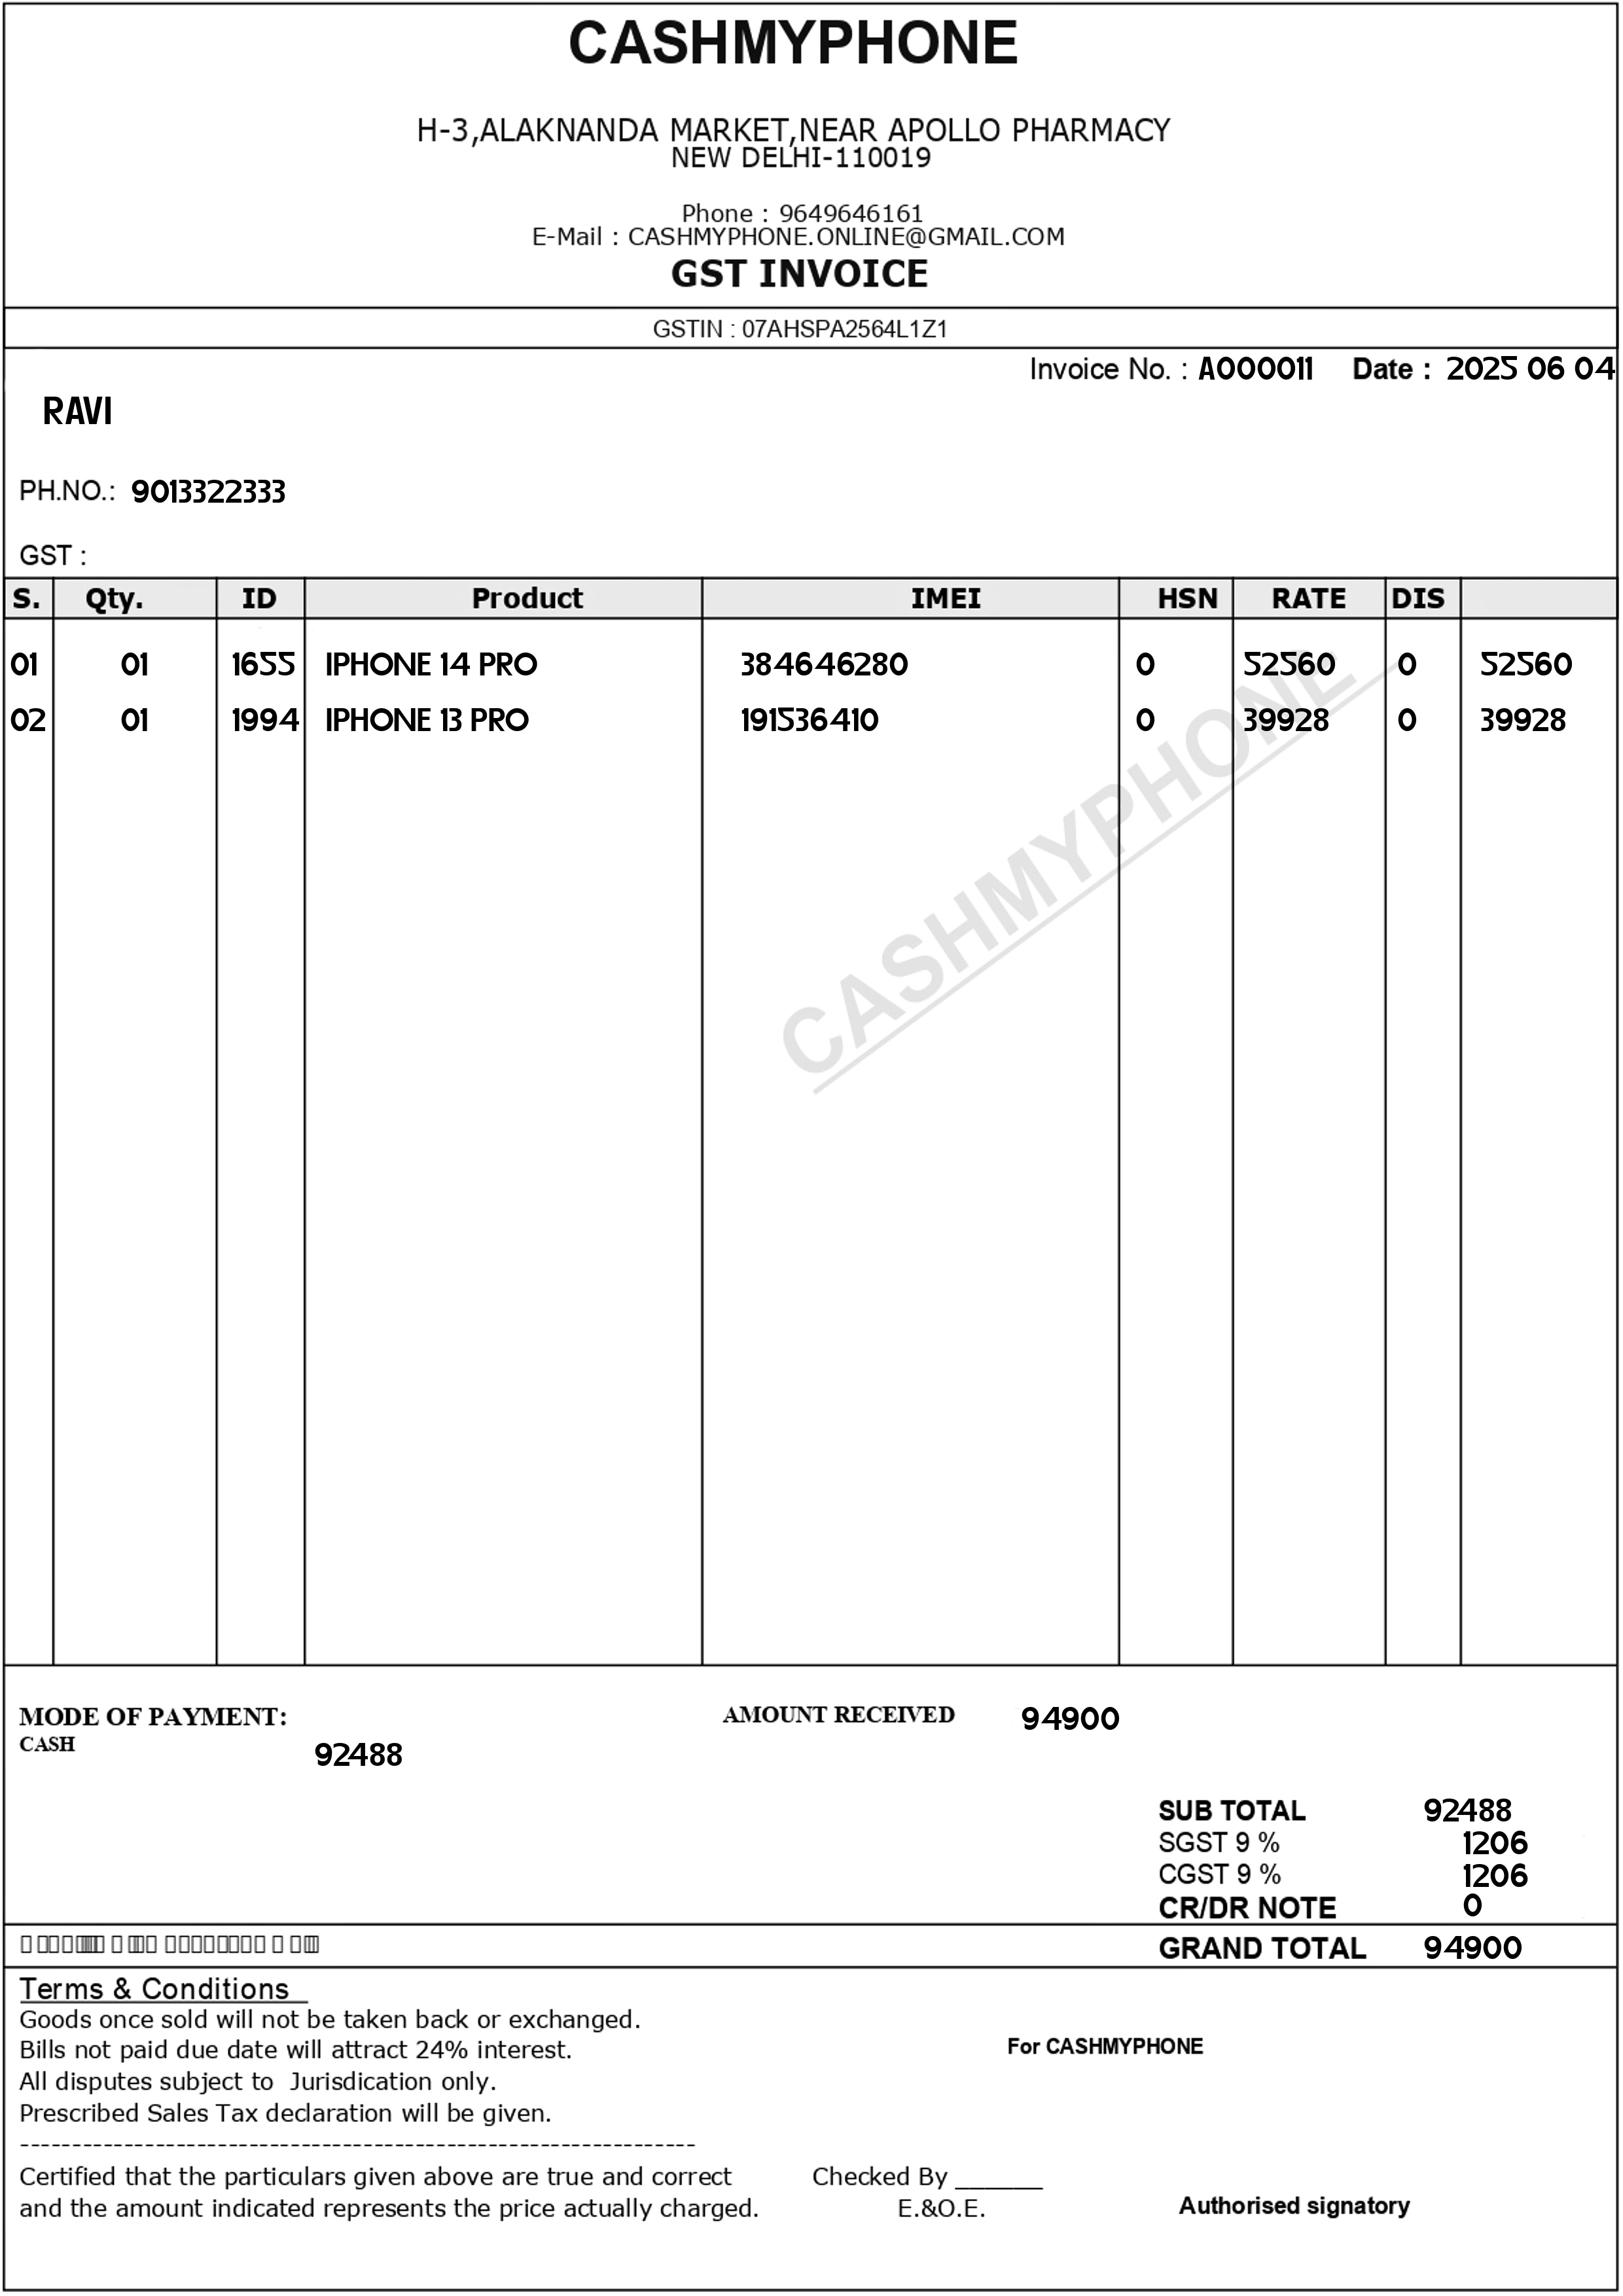 CASHMYPHONE
H-3,ALAKNANDA MARKET,NEAR APOLLO PHARMACY
NEW DELHI-110019
Phone : 9649646161
E-Mail : CASHMYPHONE.ONLINE@GMAIL.COM
GST INVOICE
GSTIN : 07AHSPA2564L1Z1
Invoice No. : A000011 Date : 2025 06 04
RAVI
PH.NO.: 9013322333
GST :
S. Qty. ID Product IMEI HSN RATE DIS
01 01 1655 IPHONE 14 PRO 384646280 0 52560 0 52560
02 01 1994 IPHONE 13 PRO 191536410 0 39928 0 39928
CASHMYPHONE
MODE OF PAYMENT: AMOUNT RECEIVED 94900
CASH 92488
SUB TOTAL 92488
SGST 9 % 1206
CGST 9 % 1206
CR/DR NOTE 0
GRAND TOTAL 94900
Terms & Conditions
Goods once sold will not be taken back or exchanged.
Bills not paid due date will attract 24% interest.
For CASHMYPHONE
All disputes subject to Jurisdication only.
Prescribed Sales Tax declaration will be given.
-----------------------------------------------------------------
Certified that the particulars given above are true and correct Checked By ______
and the amount indicated represents the price actually charged. E.&O.E. Authorised signatory